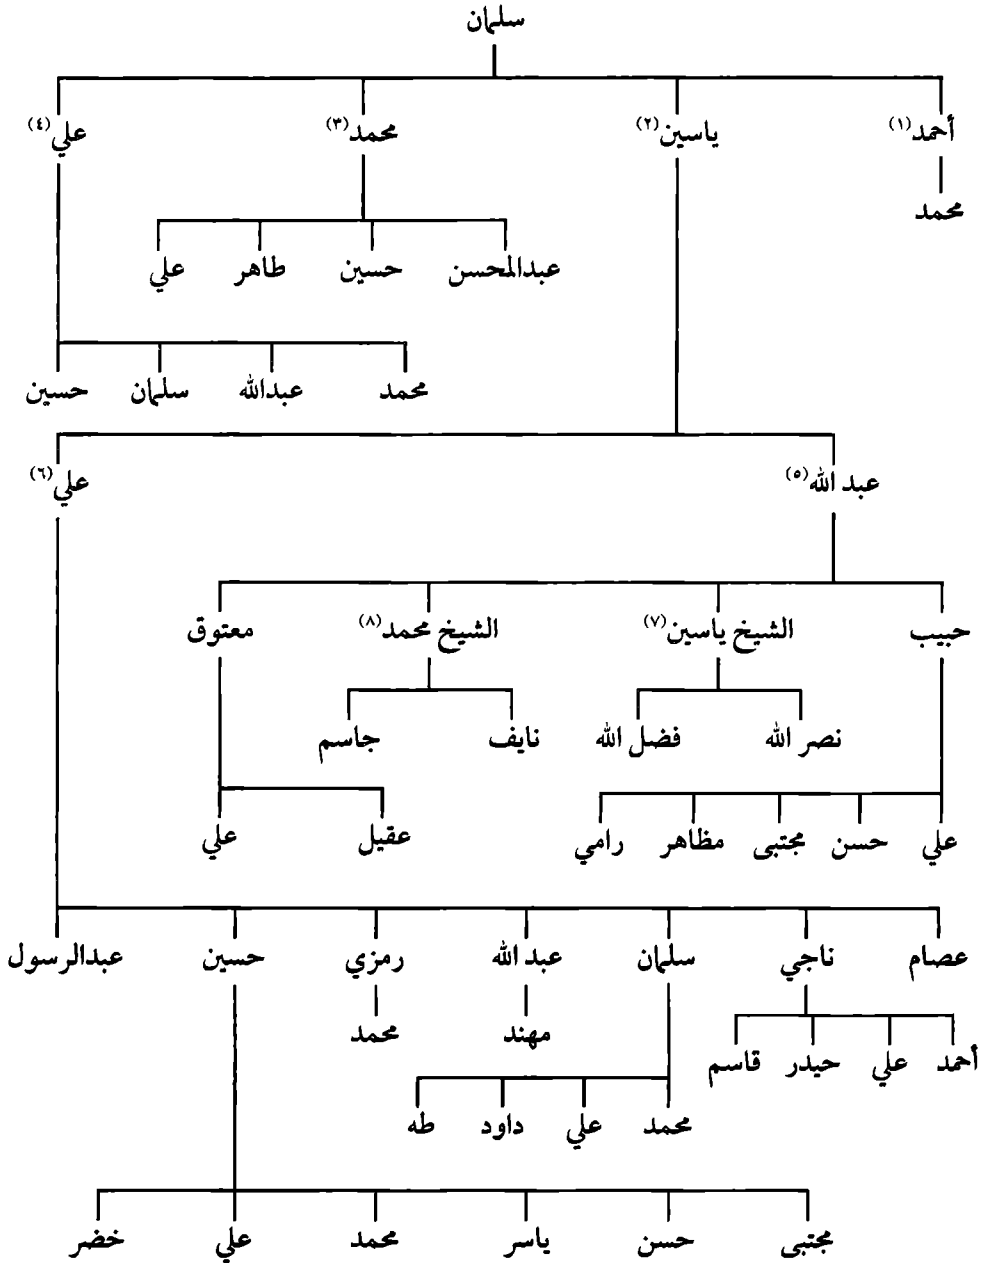 سلمان
أحمد(١) ياسين(٢) محمد(٣) علي(٤)
محمد
عبدالمحسن حسين طاهر علي
محمد عبدالله سلمان حسين
عبد الله(٥) علي(٦)
حبيب الشيخ ياسين(٧) الشيخ محمد(٨) معتوق
نصر الله فضل الله نايف جاسم
علي حسن مجتبى مظاهر رامي عقيل علي
عصام ناجي سلمان عبد الله رمزي حسين عبدالرسول
مهند محمد
أحمد علي حيدر قاسم
محمد علي داود طه
مجتبى حسن ياسر محمد علي خضر